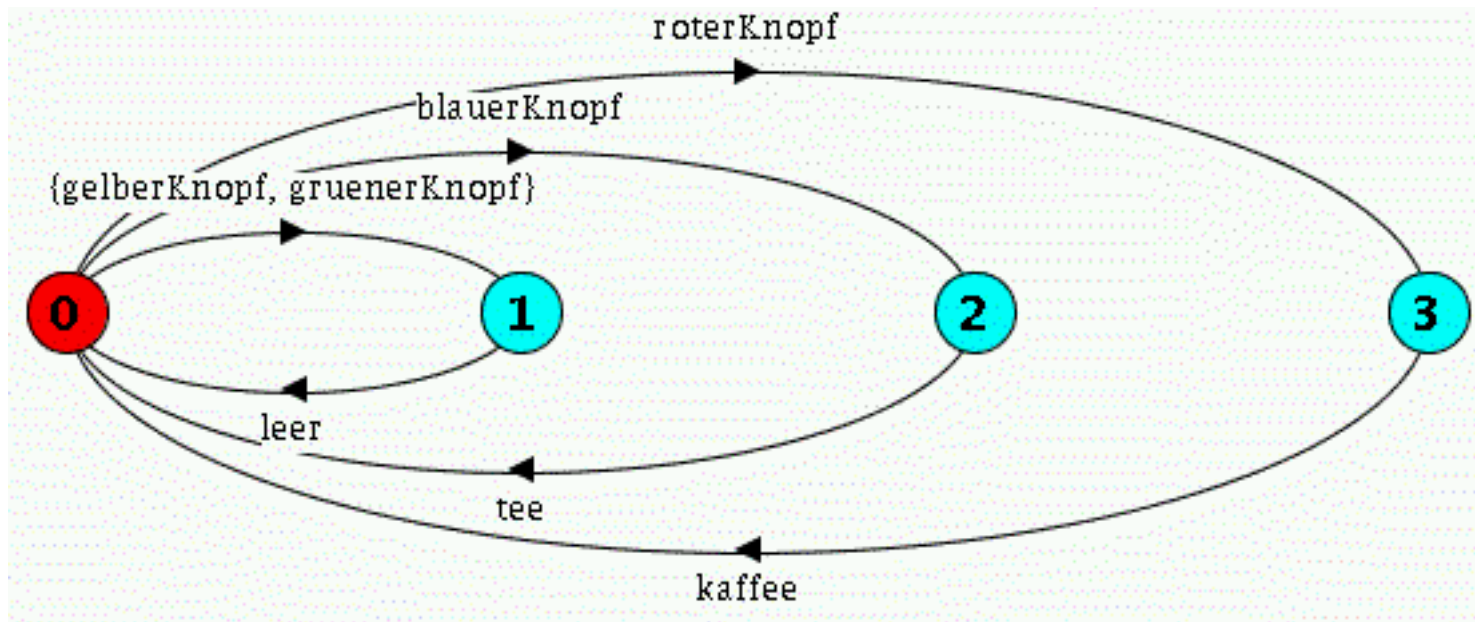 roterKnopf
blauerKnopf
{gelberKnopf, gruenerKnopf}
0
1
2
3
leer
tee
kaffee